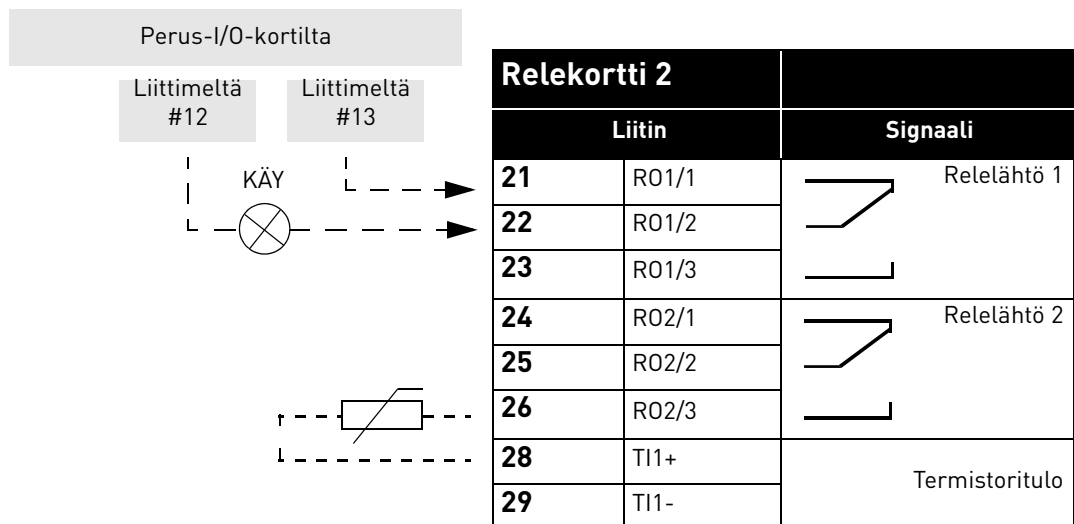 Perus-I/O-kortilta
Liittimeltä
#12
Liittimeltä
#13
KÄY
Relekortti 2
Liitin Signaali
21 RO1/1 Relelähtö 1
22 RO1/2
23 RO1/3
24 RO2/1 Relelähtö 2
25 RO2/2
26 RO2/3
28 TI1+ Termistoritulo
29 TI1-